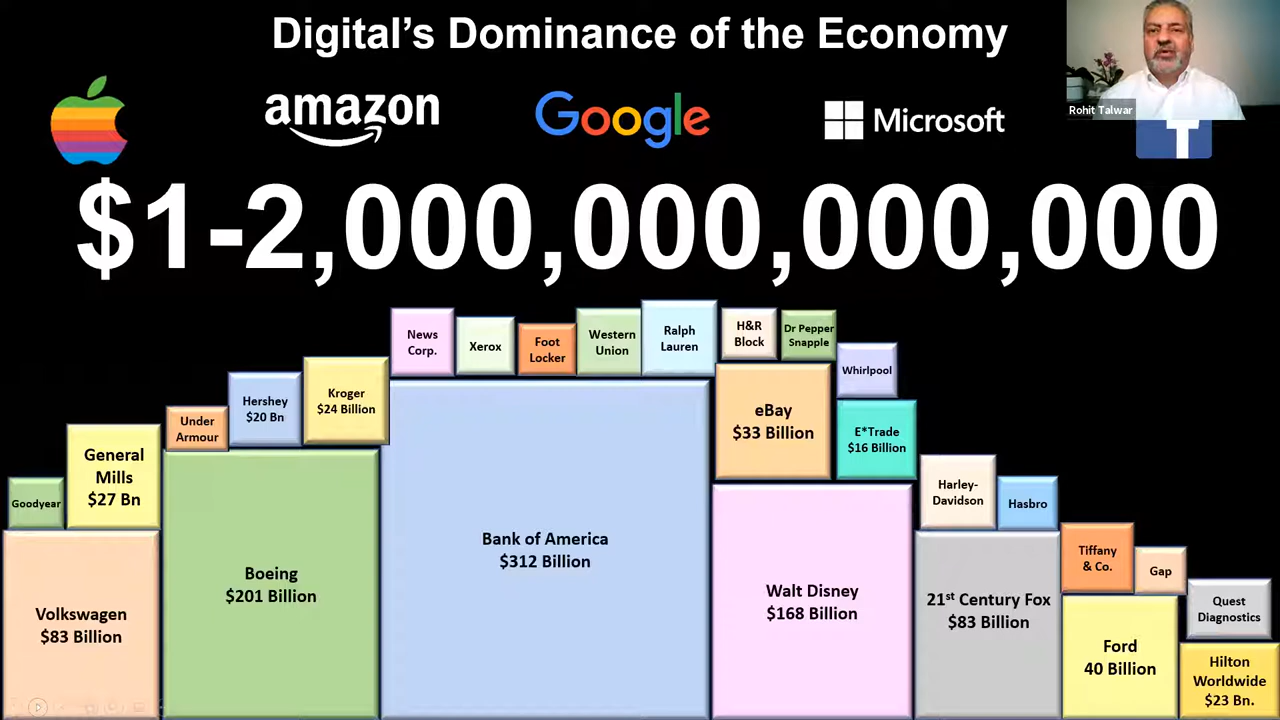 Digital's Dominance of the Economy
Rohit Talwar
amazon
Google
Microsoft
$1-2,000,000,000,000
News
Corp.
Xerox
Foot
Locker
Western
Union
Ralph
Lauren
H&R
Block
Dr Pepper
Snapple
Whirlpool
Under
Armour
Hershey
$20 Bn
Kroger
$24 Billion
eBay
$33 Billion
E*Trade
$16 Billion
Goodyear
General
Mills
$27 Bn
Harley-
Davidson
Hasbro
Tiffany
& Co.
Gap
Quest
Diagnostics
Volkswagen
$83 Billion
Boeing
$201 Billion
Bank of America
$312 Billion
Walt Disney
$168 Billion
21st Century Fox
$83 Billion
Ford
40 Billion
Hilton
Worldwide
$23 Bn.